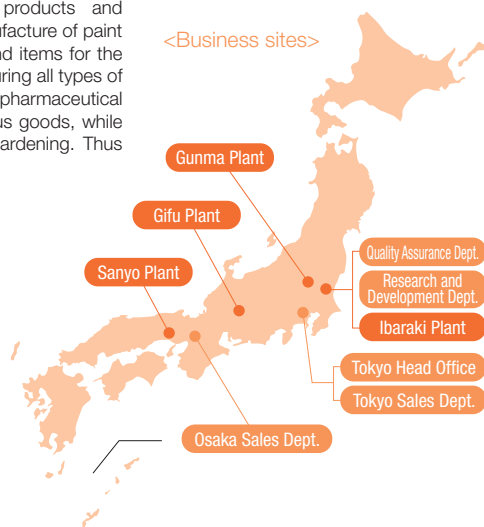 products and
facture of paint
nd items for the
uring all types of
pharmaceutical
us goods, while
ardening. Thus
<Business sites>
Gunma Plant
Gifu Plant
Sanyo Plant
Quality Assurance Dept.
Research and
Development Dept.
Ibaraki Plant
Tokyo Head Office
Tokyo Sales Dept.
Osaka Sales Dept.